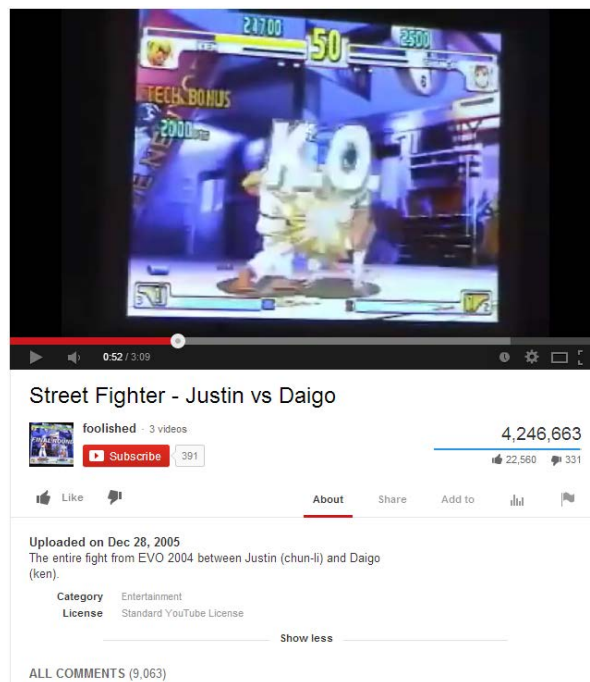 21700
50
2500
KEN
TECH BONUS
2000PTS
K.O.
0:52 / 3:09
Street Fighter - Justin vs Daigo
foolished · 3 videos
Subscribe 391
4,246,663
22,560 331
Like
About Share Add to
Uploaded on Dec 28, 2005
The entire fight from EVO 2004 between Justin (chun-li) and Daigo
(ken).
Category Entertainment
License Standard YouTube License
Show less
ALL COMMENTS (9,063)